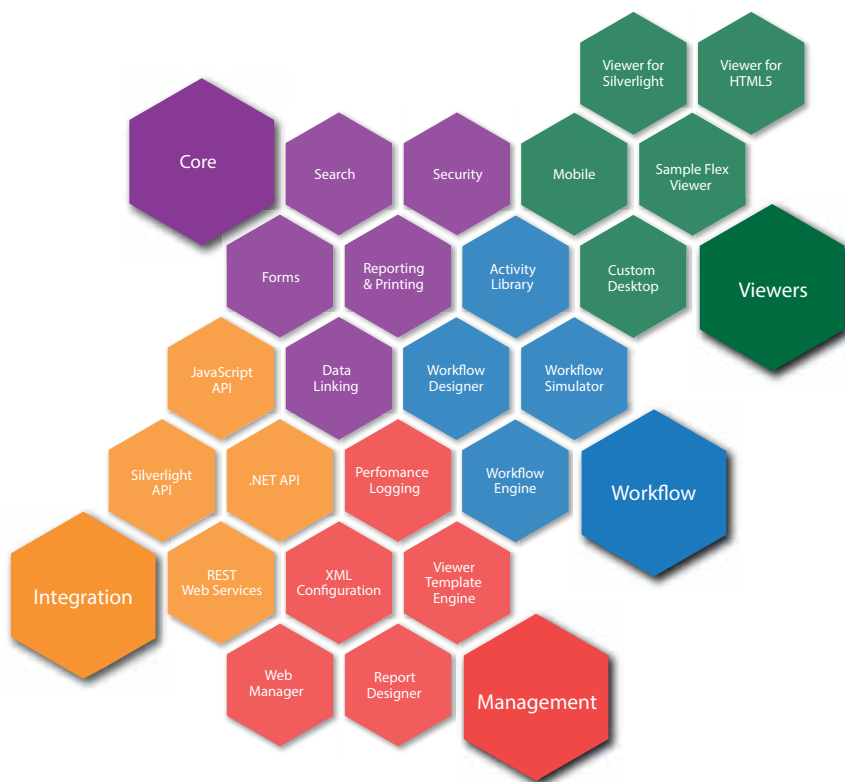 Viewer for
Silverlight
Viewer for
HTML5
Core
Search
Security
Mobile
Sample Flex
Viewer
Forms
Reporting
& Printing
Activity
Library
Custom
Desktop
Viewers
JavaScript
API
Data
Linking
Workflow
Designer
Workflow
Simulator
Silverlight
API
.NET API
Perfomance
Logging
Workflow
Engine
Workflow
Integration
REST
Web Services
XML
Configuration
Viewer
Template
Engine
Web
Manager
Report
Designer
Management